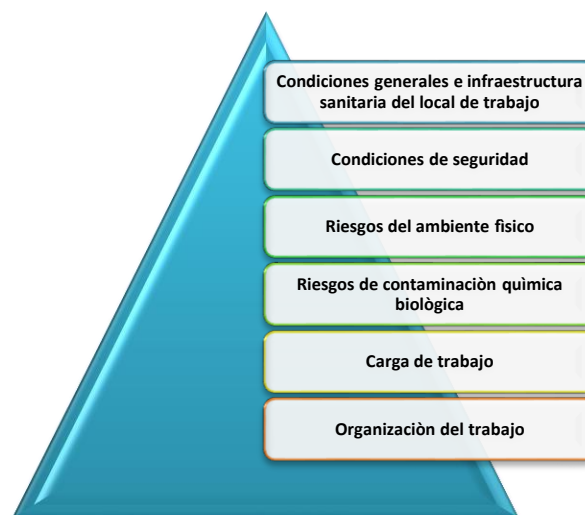 Condiciones generales e infraestructura
sanitaria del local de trabajo
Condiciones de seguridad
Riesgos del ambiente fìsico
Riesgos de contaminaciòn quìmica
biològica
Carga de trabajo
Organizaciòn del trabajo